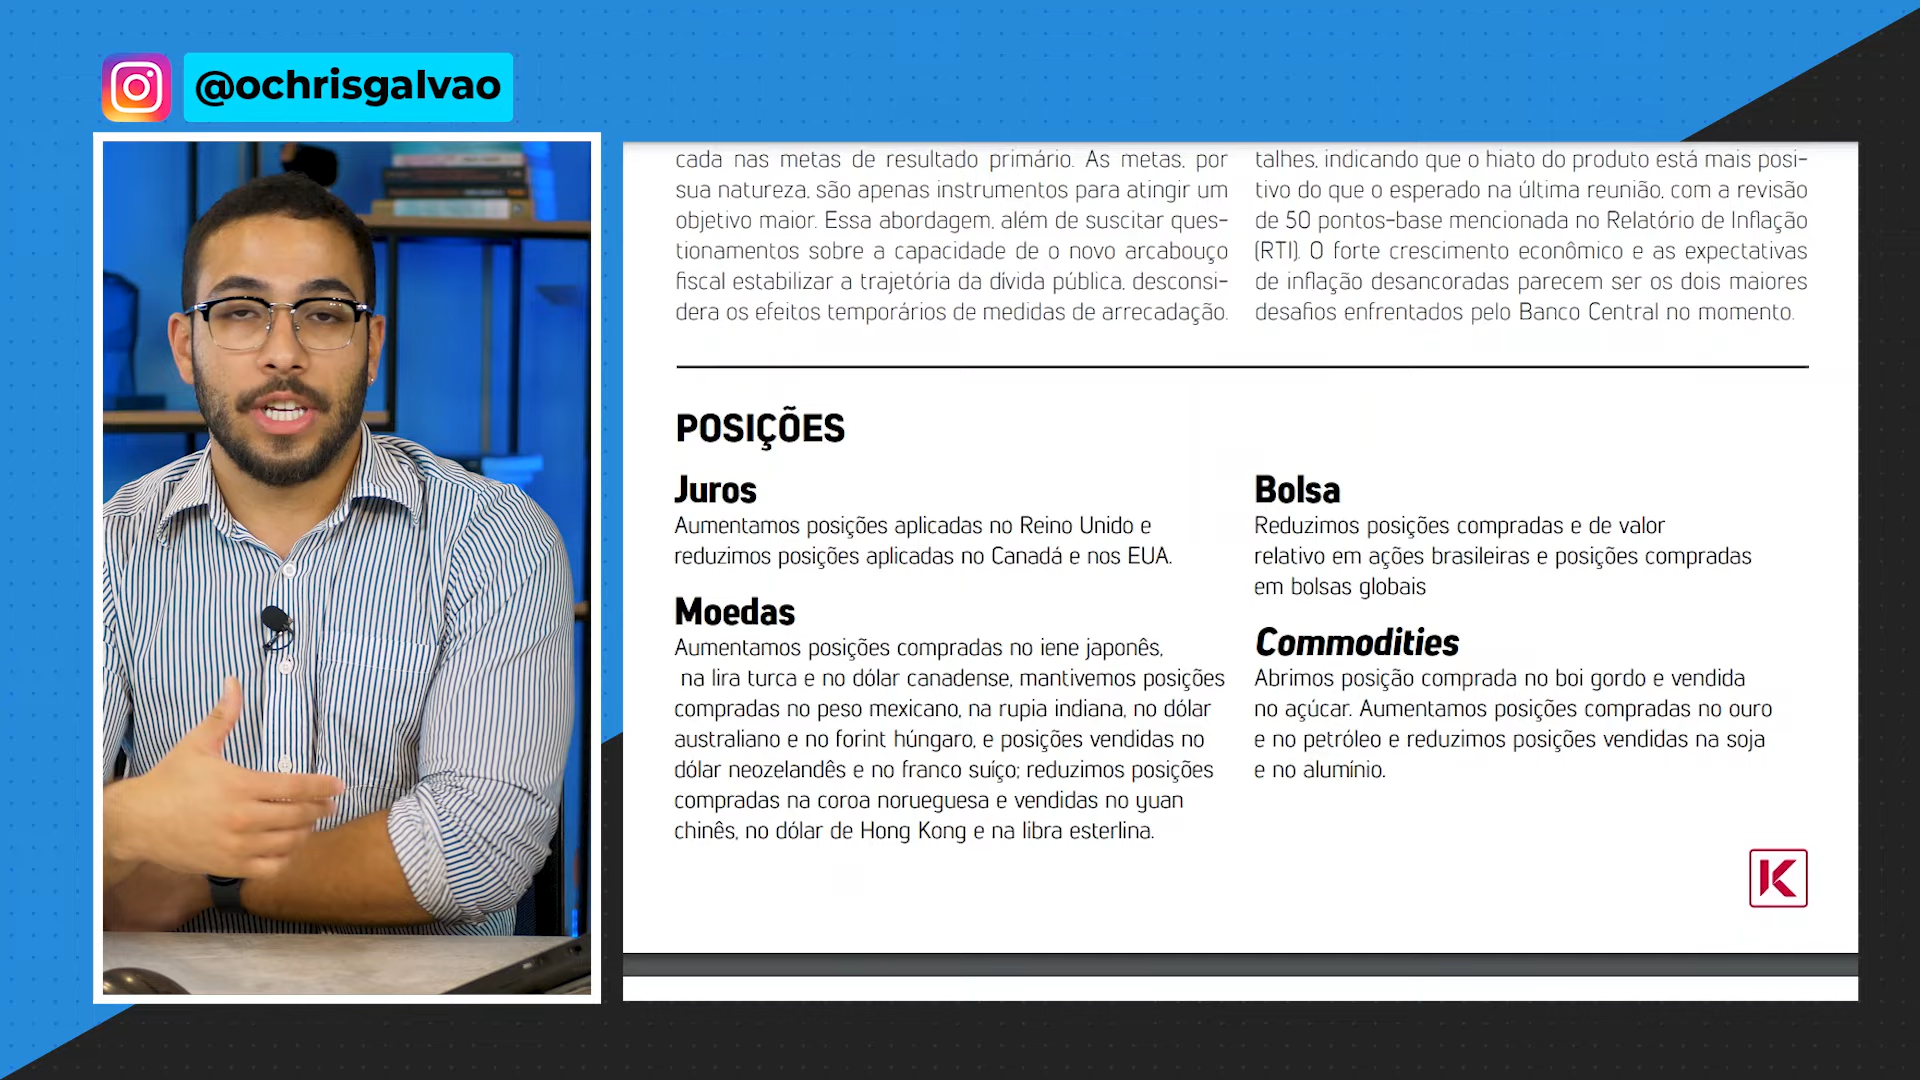 @ochrisgalvao
cada nas metas de resultado primário. As metas, por
sua natureza, são apenas instrumentos para atingir um
objetivo maior. Essa abordagem, além de suscitar ques-
tionamentos sobre a capacidade de o novo arcabouço
fiscal estabilizar a trajetória da dívida pública, desconsi-
dera os efeitos temporários de medidas de arrecadação.
talhes, indicando que o hiato do produto está mais posi-
tivo do que o esperado na última reunião, com a revisão
de 50 pontos-base mencionada no Relatório de Inflação
(RTI). O forte crescimento econômico e as expectativas
de inflação desancoradas parecem ser os dois maiores
desafios enfrentados pelo Banco Central no momento.
POSIÇÕES
Juros
Aumentamos posições aplicadas no Reino Unido e
reduzimos posições aplicadas no Canadá e nos EUA.
Moedas
Aumentamos posições compradas no iene japonês,
na lira turca e no dólar canadense, mantivemos posições
compradas no peso mexicano, na rupia indiana, no dólar
australiano e no forint húngaro, e posições vendidas no
dólar neozelandês e no franco suíço; reduzimos posições
compradas na coroa norueguesa e vendidas no yuan
chinês, no dólar de Hong Kong e na libra esterlina.
Bolsa
Reduzimos posições compradas e de valor
relativo em ações brasileiras e posições compradas
em bolsas globais
Commodities
Abrimos posição comprada no boi gordo e vendida
no açúcar. Aumentamos posições compradas no ouro
e no petróleo e reduzimos posições vendidas na soja
e no alumínio.
K